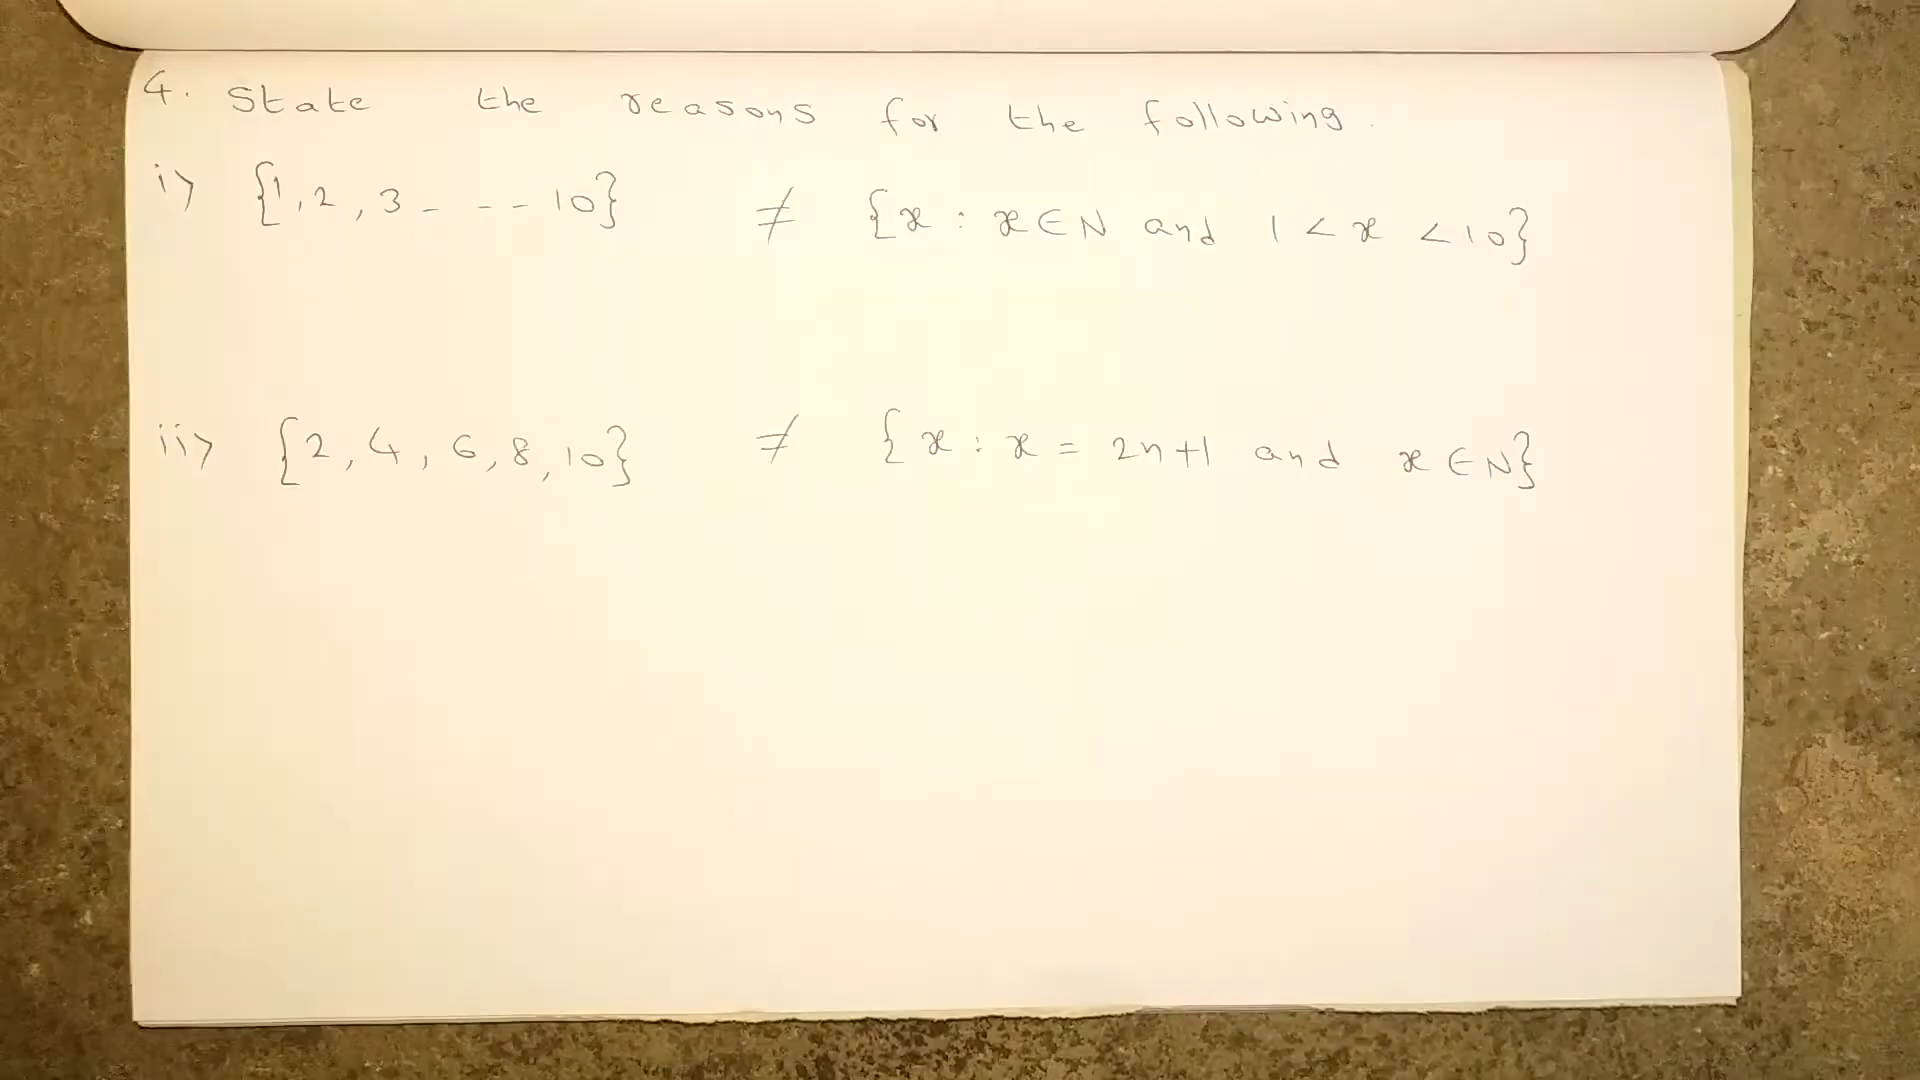 4. State the reasons for the following.
i) {1, 2, 3 - - - 10} ≠ {x : x ∈ N and 1 < x < 10}
ii) {2, 4, 6, 8, 10} ≠ {x : x = 2n+1 and x ∈ N}